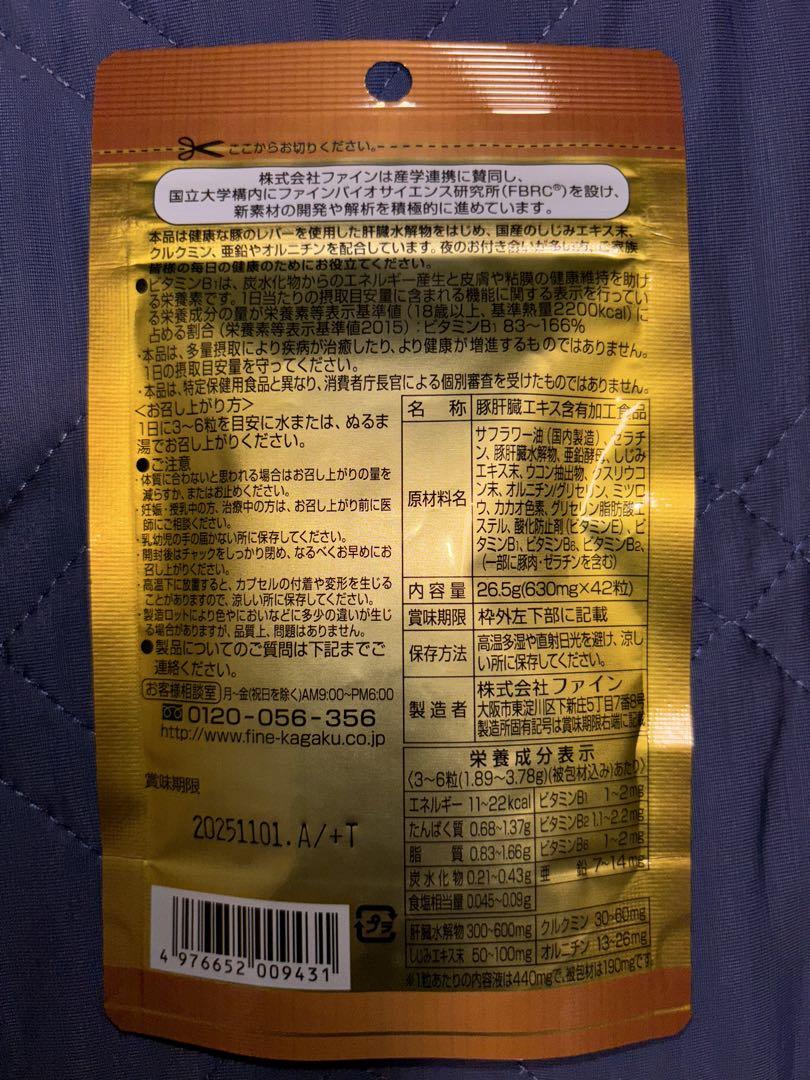 ここからお切りください。
株式会社ファインは産学連携に賛同し、
国立大学構内にファインバイオサイエンス研究所(FBRC®)を設け、
新素材の開発や解析を積極的に進めています。
本品は健康な豚のレバーを使用した肝臓水解物をはじめ、国産のしじみエキス末、
クルクミン、亜鉛やオルニチンを配合しています。夜のお付き合いが多い方、ご家族
皆様の毎日の健康のためにお役立てください。
●ビタミンB1は、炭水化物からのエネルギー産生と皮膚や粘膜の健康維持を助け
る栄養素です。1日当たりの摂取目安量に含まれる機能に関する表示を行ってい
る栄養成分の量が栄養素等表示基準値(18歳以上、基準熱量2200kcal)に
占める割合(栄養素等表示基準値2015):ビタミンB1 83~166%
・本品は、多量摂取により疾病が治癒したり、より健康が増進するものではありません。
1日の摂取目安量を守ってください。
・本品は、特定保健用食品と異なり、消費者庁長官による個別審査を受けたものではありません。
<お召し上がり方>
1日に3~6粒を目安に水または、ぬるま
湯でお召し上がりください。
●ご注意
・体質に合わないと思われる場合はお召し上がりの量を
減らすか、またはお止めください。
・妊娠・授乳中の方、治療中の方は、お召し上がり前に医
師にご相談ください。
・乳幼児の手の届かない所に保存してください。
・開封後はチャックをしっかり閉め、なるべくお早めにお
召し上がりください。
・高温下に放置すると、カプセルの付着や変形を生じる
ことがありますので、涼しい所に保存してください。
・製造ロットにより色やにおいなどに多少の違いが生じ
る場合がありますが、品質上、問題はありません。
●製品についてのご質問は下記までご
連絡ください。
お客様相談室 月~金(祝日を除く)AM9:00~PM6:00
0120-056-356
http://www.fine-kagaku.co.jp
賞味期限
20251101.A/+T
4 976652 009431
プラ
名称 豚肝臓エキス含有加工食品
原材料名
サフラワー油(国内製造)、ゼラチ
ン、豚肝臓水解物、亜鉛酵母、しじみ
エキス末、ウコン抽出物、クスリウコ
ン末、オルニチン/グリセリン、ミツロ
ウ、カカオ色素、グリセリン脂肪酸エ
ステル、酸化防止剤(ビタミンE)、ビ
タミンB1、ビタミンB6、ビタミンB2、
(一部に豚肉・ゼラチンを含む)
内容量 26.5g(630mg×42粒)
賞味期限 枠外左下部に記載
保存方法 高温多湿や直射日光を避け、涼し
い所に保存してください。
製造者 株式会社ファイン
大阪市東淀川区下新庄5丁目7番8号
製造所固有記号は賞味期限右端に記載
栄養成分表示
〈3~6粒(1.89~3.78g)(被包材込み)あたり〉
エネルギー 11~22kcal ビタミンB1 1~2mg
たんぱく質 0.68~1.37g ビタミンB2 1.1~2.2mg
脂質 0.83~1.66g ビタミンB6 1~2mg
炭水化物 0.21~0.43g 亜鉛 7~14mg
食塩相当量 0.045~0.09g
肝臓水解物 300~600mg クルクミン 30~60mg
しじみエキス末 50~100mg オルニチン 13~26mg
※1粒あたりの内容液は440mgで、被包材は190mgです。